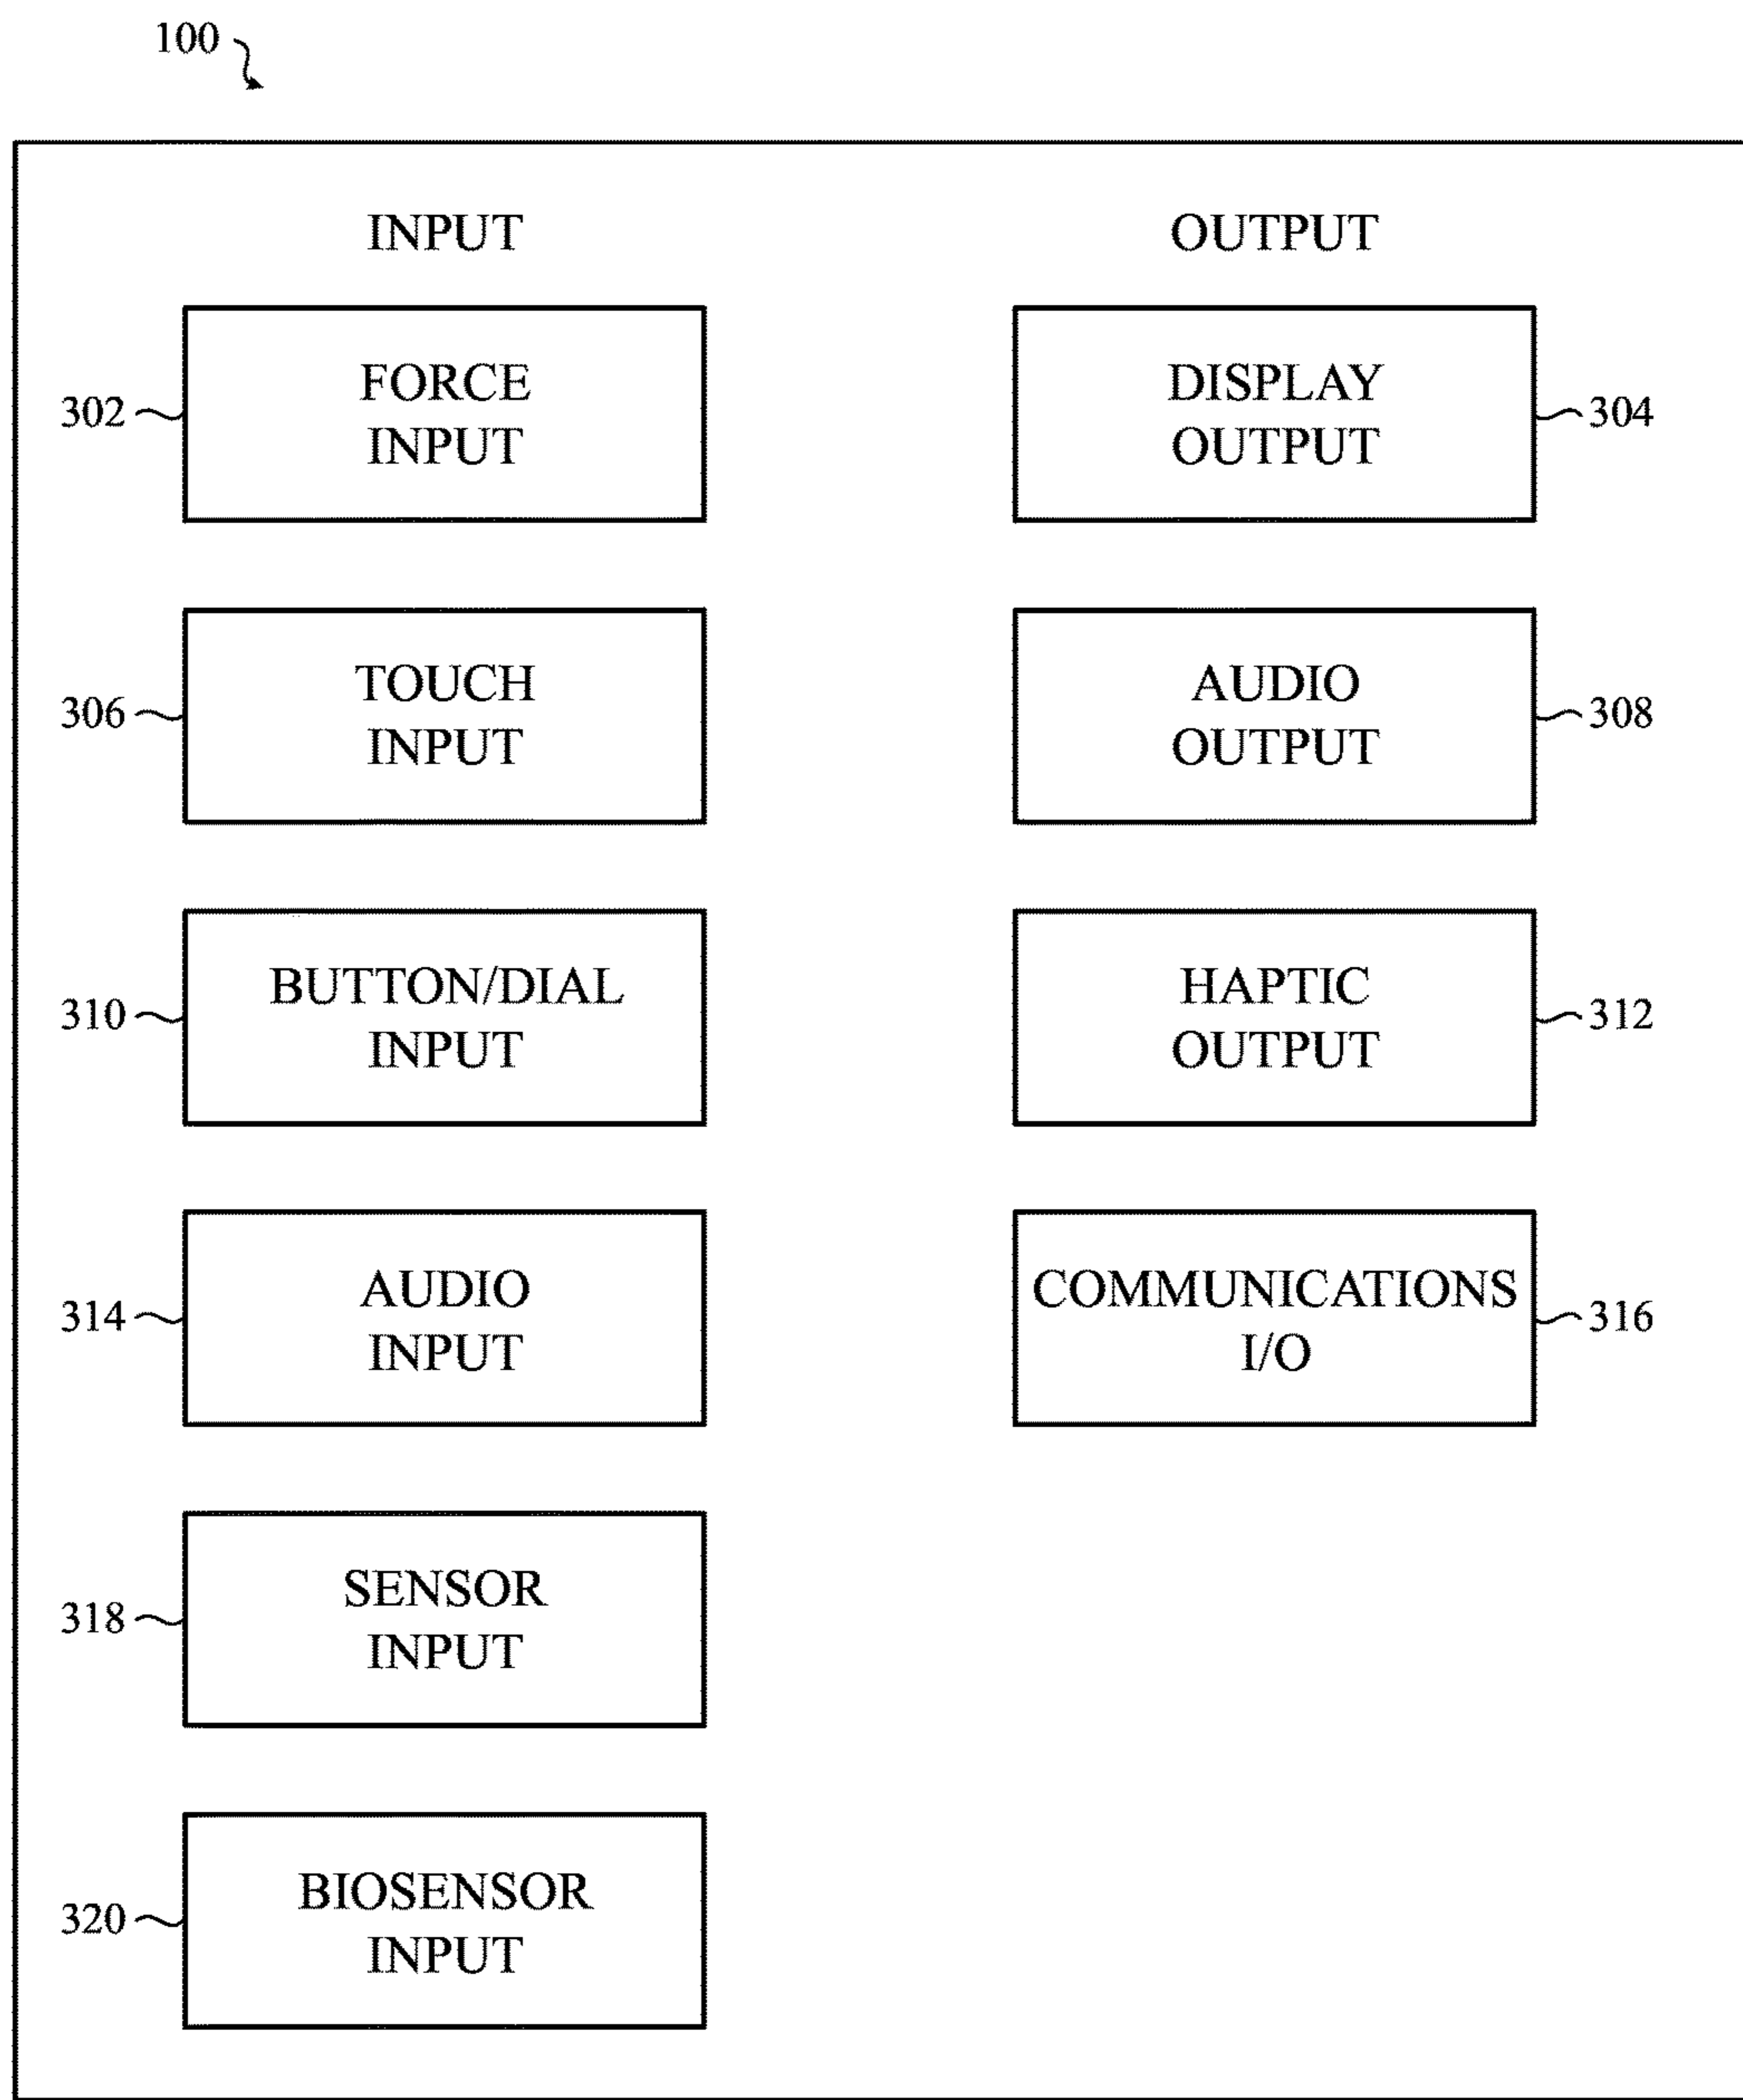 100
INPUT
OUTPUT
FORCE
INPUT
302
DISPLAY
OUTPUT
304
TOUCH
INPUT
306
AUDIO
OUTPUT
308
BUTTON/DIAL
INPUT
310
HAPTIC
OUTPUT
312
AUDIO
INPUT
314
COMMUNICATIONS
I/O
316
SENSOR
INPUT
318
BIOSENSOR
INPUT
320